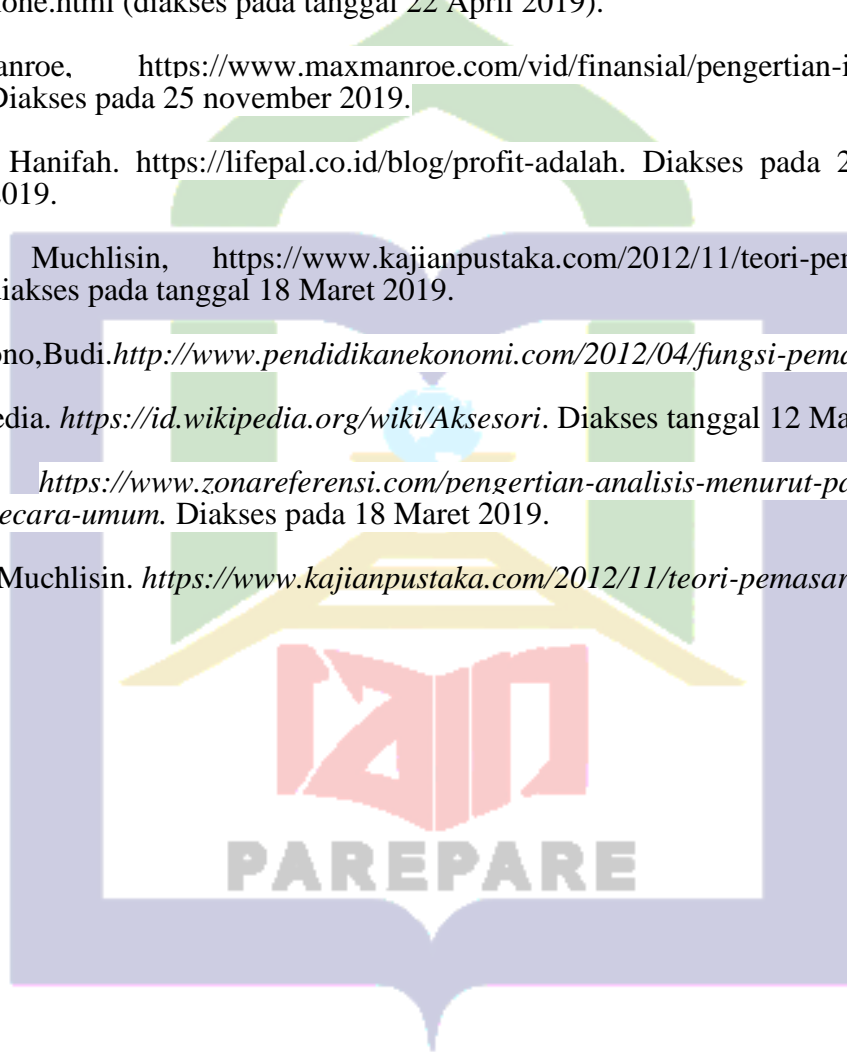 one.html (diakses pada tanggal 22 April 2019).
anroe, https://www.maxmanroe.com/vid/finansial/pengertian-i
Diakses pada 25 november 2019.
Hanifah. https://lifepal.co.id/blog/profit-adalah. Diakses pada 2
2019.
Muchlisin, https://www.kajianpustaka.com/2012/11/teori-pe
diakses pada tanggal 18 Maret 2019.
ono,Budi.http://www.pendidikanekonomi.com/2012/04/fungsi-pema
edia. https://id.wikipedia.org/wiki/Aksesori. Diakses tanggal 12 Ma
https://www.zonareferensi.com/pengertian-analisis-menurut-pa
ecara-umum. Diakses pada 18 Maret 2019.
Muchlisin. https://www.kajianpustaka.com/2012/11/teori-pemasar
iain
PAREPARE